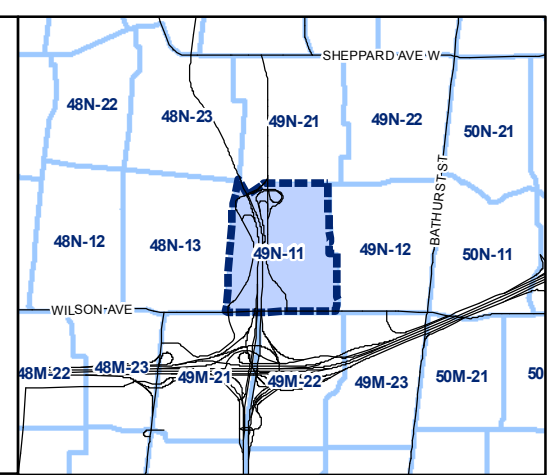 SHEPPARD AVE W
48N-22
48N-23
49N-21
49N-22
50N-21
BATHURST ST
48N-12
48N-13
49N-11
49N-12
50N-11
WILSON AVE
48M-22
48M-23
49M-21
49M-22
49M-23
50M-21
50